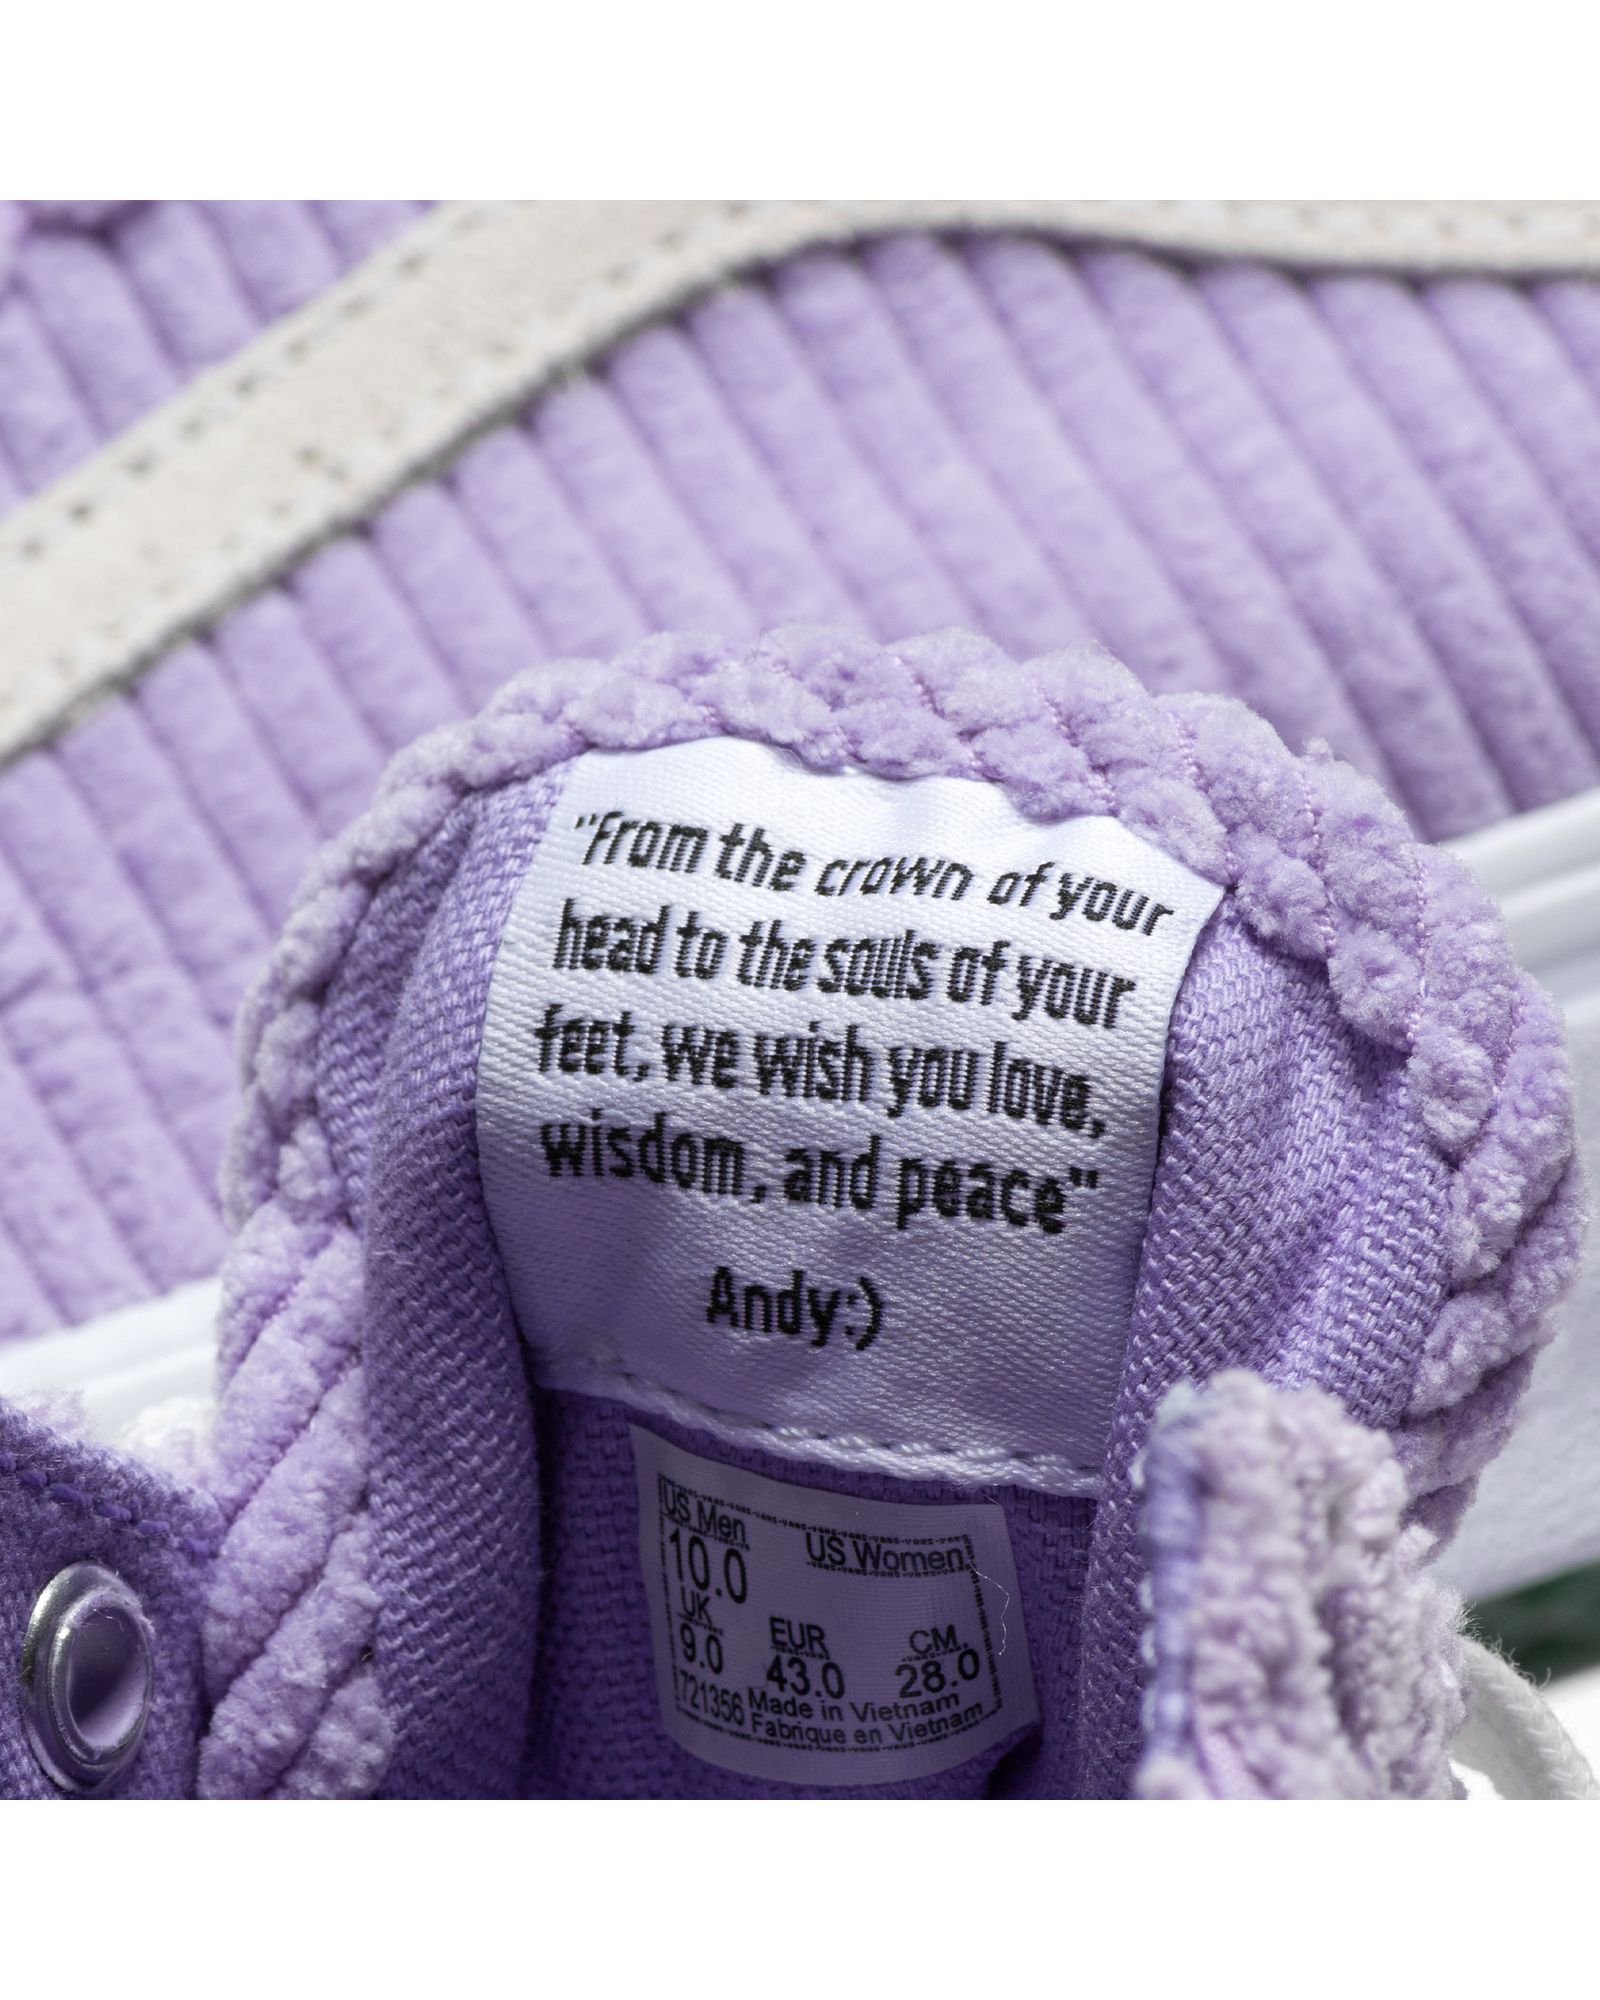 "From the crown of your
head to the souls of your
feet, we wish you love,
wisdom, and peace"
Andy:)
US Men
10.0
US Women
UK
9.0
EUR
43.0
CM
28.0
721356
Made in Vietnam
Fabrique en Vietnam